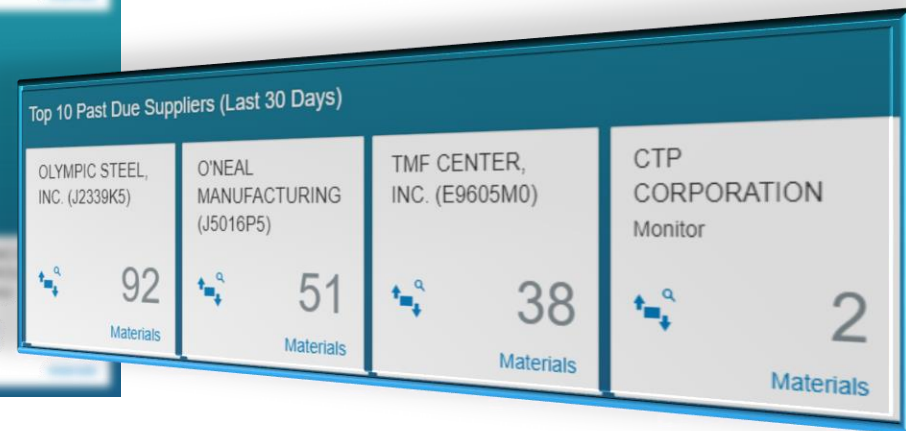 Top 10 Past Due Suppliers (Last 30 Days)
OLYMPIC STEEL,
INC. (J2339K5)
92
Materials
O'NEAL
MANUFACTURING
(J5016P5)
51
Materials
TMF CENTER,
INC. (E9605M0)
38
Materials
CTP
CORPORATION
Monitor
2
Materials